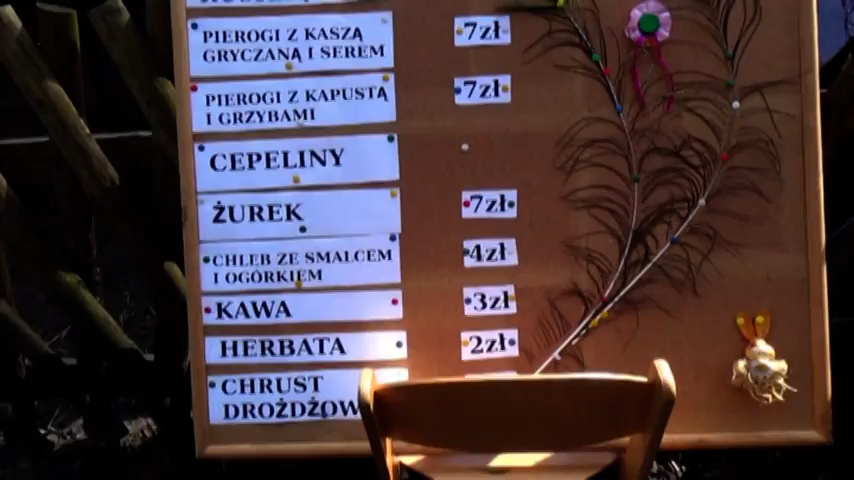 PIEROGI Z KASZĄ
GRYCZANĄ I SEREM 7zł
PIEROGI Z KAPUSTĄ
I GRZYBAMI 7zł
CEPELINY
ŻUREK 7zł
CHLEB ZE SMALCEM
I OGÓRKIEM 4zł
KAWA 3zł
HERBATA 2zł
CHRUST
DROŻDŻOW